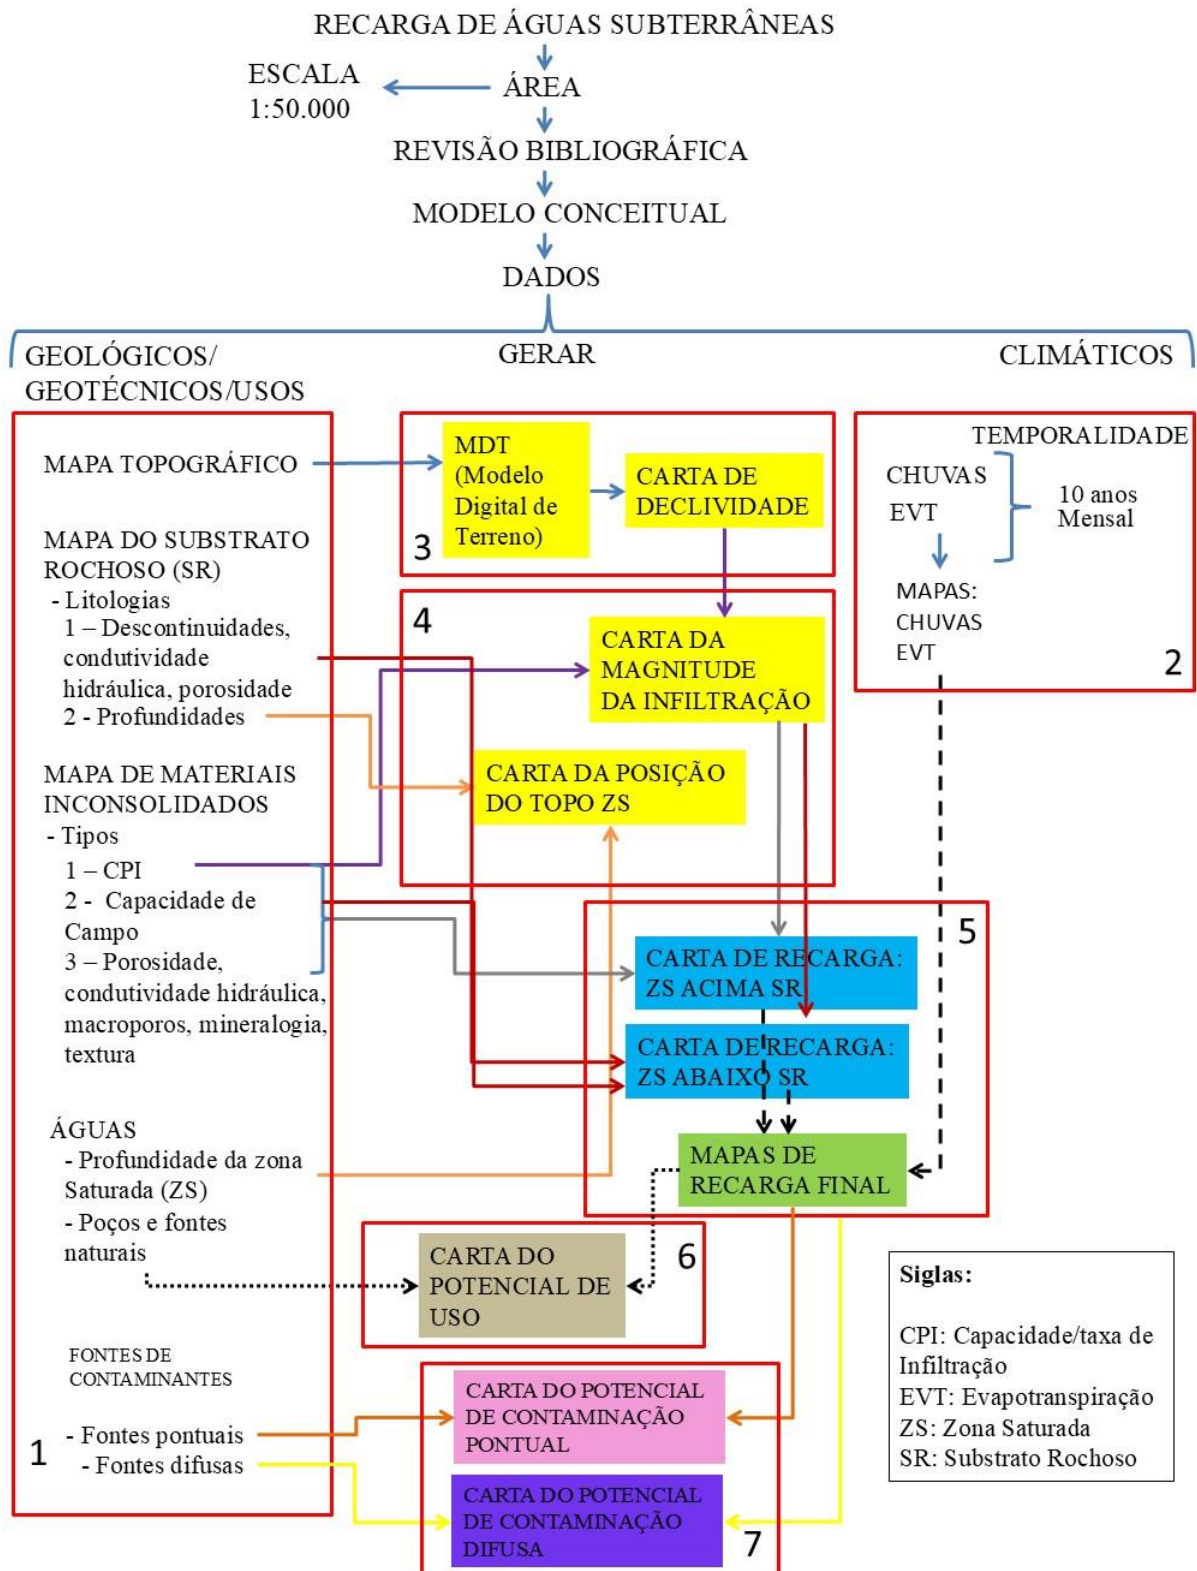 RECARGA DE ÁGUAS SUBTERRÂNEAS
ESCALA
1:50.000
ÁREA
REVISÃO BIBLIOGRÁFICA
MODELO CONCEITUAL
DADOS
GEOLÓGICOS/
GEOTÉCNICOS/USOS
GERAR
CLIMÁTICOS
MAPA TOPOGRÁFICO
MAPA DO SUBSTRATO
ROCHOSO (SR)
- Litologias
1 – Descontinuidades,
condutividade
hidráulica, porosidade
2 - Profundidades
MAPA DE MATERIAIS
INCONSOLIDADOS
- Tipos
1 – CPI
2 - Capacidade de
Campo
3 – Porosidade,
condutividade hidráulica,
macroporos, mineralogia,
textura
ÁGUAS
- Profundidade da zona
Saturada (ZS)
- Poços e fontes
naturais
FONTES DE
CONTAMINANTES
- Fontes pontuais
- Fontes difusas
1
MDT
(Modelo
Digital de
Terreno)
CARTA DE
DECLIVIDADE
3
TEMPORALIDADE
CHUVAS
EVT
10 anos
Mensal
MAPAS:
CHUVAS
EVT
2
4
CARTA DA
MAGNITUDE
DA INFILTRAÇÃO
CARTA DA POSIÇÃO
DO TOPO ZS
5
CARTA DE RECARGA:
ZS ACIMA SR
CARTA DE RECARGA:
ZS ABAIXO SR
MAPAS DE
RECARGA FINAL
6
CARTA DO
POTENCIAL DE
USO
CARTA DO POTENCIAL
DE CONTAMINAÇÃO
PONTUAL
CARTA DO POTENCIAL
DE CONTAMINAÇÃO
DIFUSA
7
Siglas:
CPI: Capacidade/taxa de
Infiltração
EVT: Evapotranspiração
ZS: Zona Saturada
SR: Substrato Rochoso